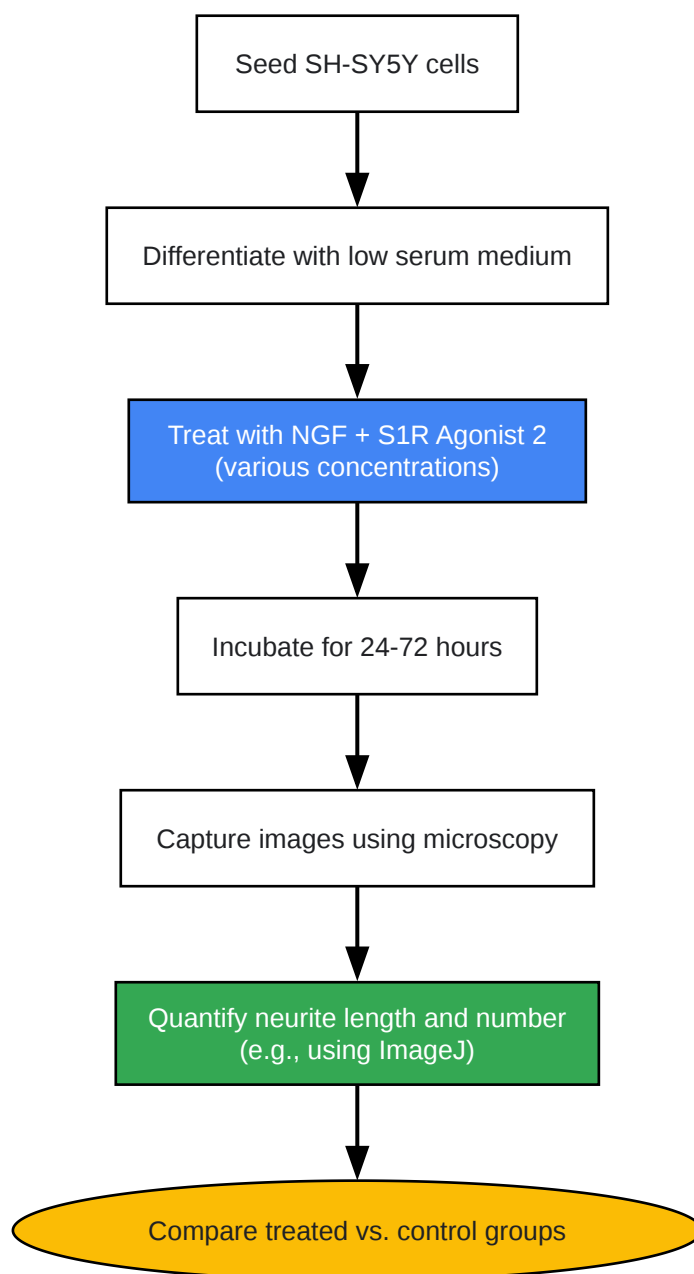 Seed SH-SY5Y cells
Differentiate with low serum medium
Treat with NGF + S1R Agonist 2
(various concentrations)
Incubate for 24-72 hours
Capture images using microscopy
Quantify neurite length and number
(e.g., using ImageJ)
Compare treated vs. control groups